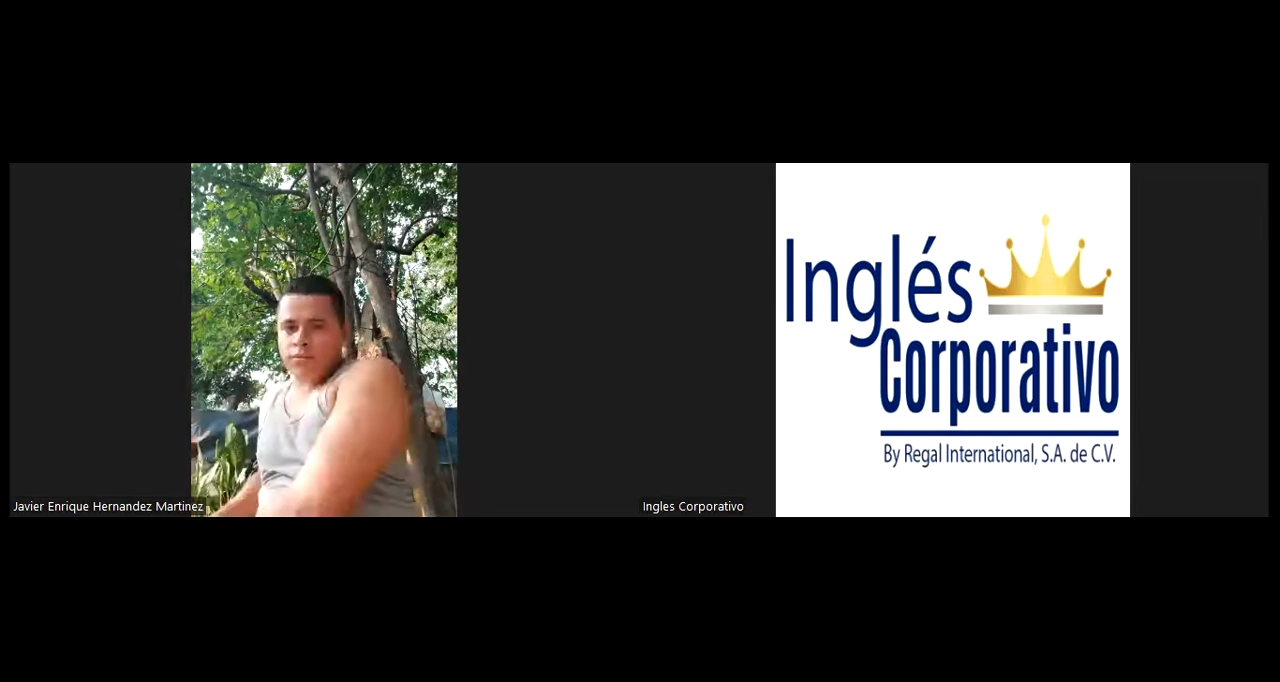 Inglés
Corporativo
By Regal International, S.A. de C.V.
Javier Enrique Hernandez Martinez
Ingles Corporativo